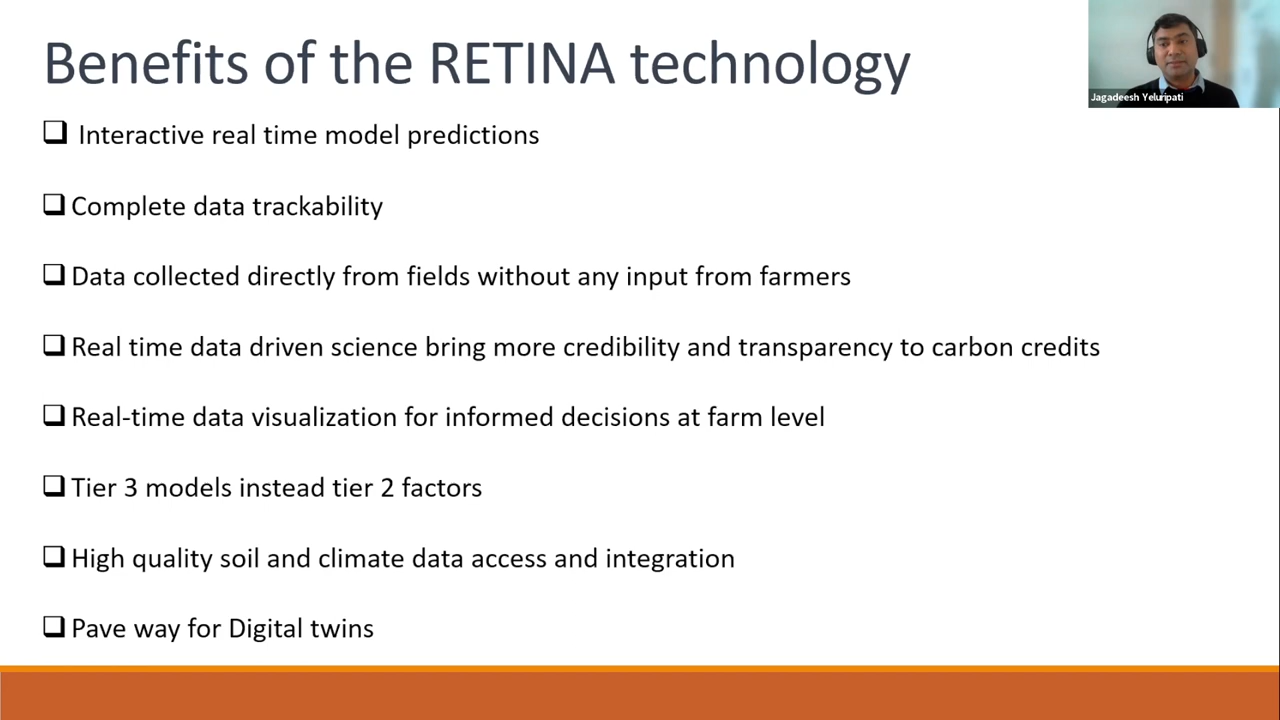 Benefits of the RETINA technology
Jagadeesh Yeluripati
Interactive real time model predictions
Complete data trackability
Data collected directly from fields without any input from farmers
Real time data driven science bring more credibility and transparency to carbon credits
Real-time data visualization for informed decisions at farm level
Tier 3 models instead tier 2 factors
High quality soil and climate data access and integration
Pave way for Digital twins